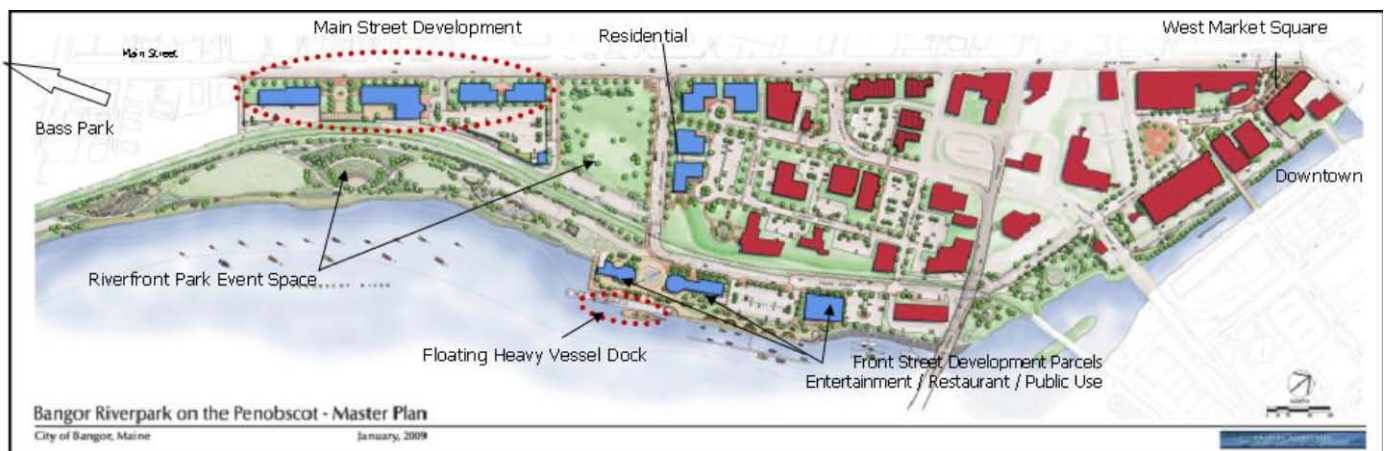 Main Street Development
West Market Square
Residential
Main Street
Bass Park
Downtown
Riverfront Park Event Space
Floating Heavy Vessel Dock
Front Street Development Parcels
Entertainment / Restaurant / Public Use
Bangor Riverpark on the Penobscot - Master Plan
City of Bangor, Maine
January, 2009
NORTH